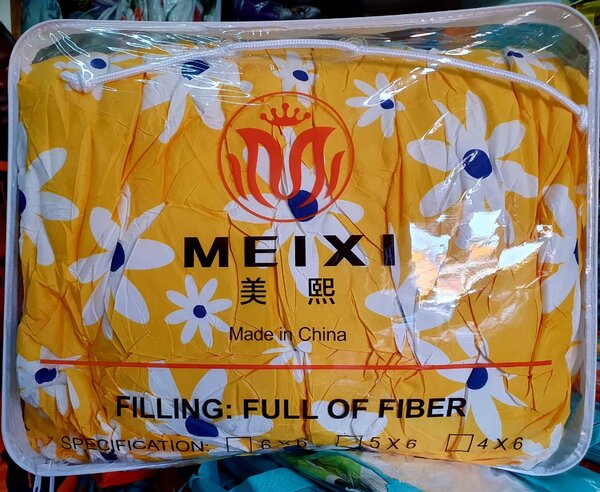 MEIXI
美熙
Made in China
FILLING: FULL OF FIBER
SPECIFICATION: 6 X 6 5 X 6 4 X 6